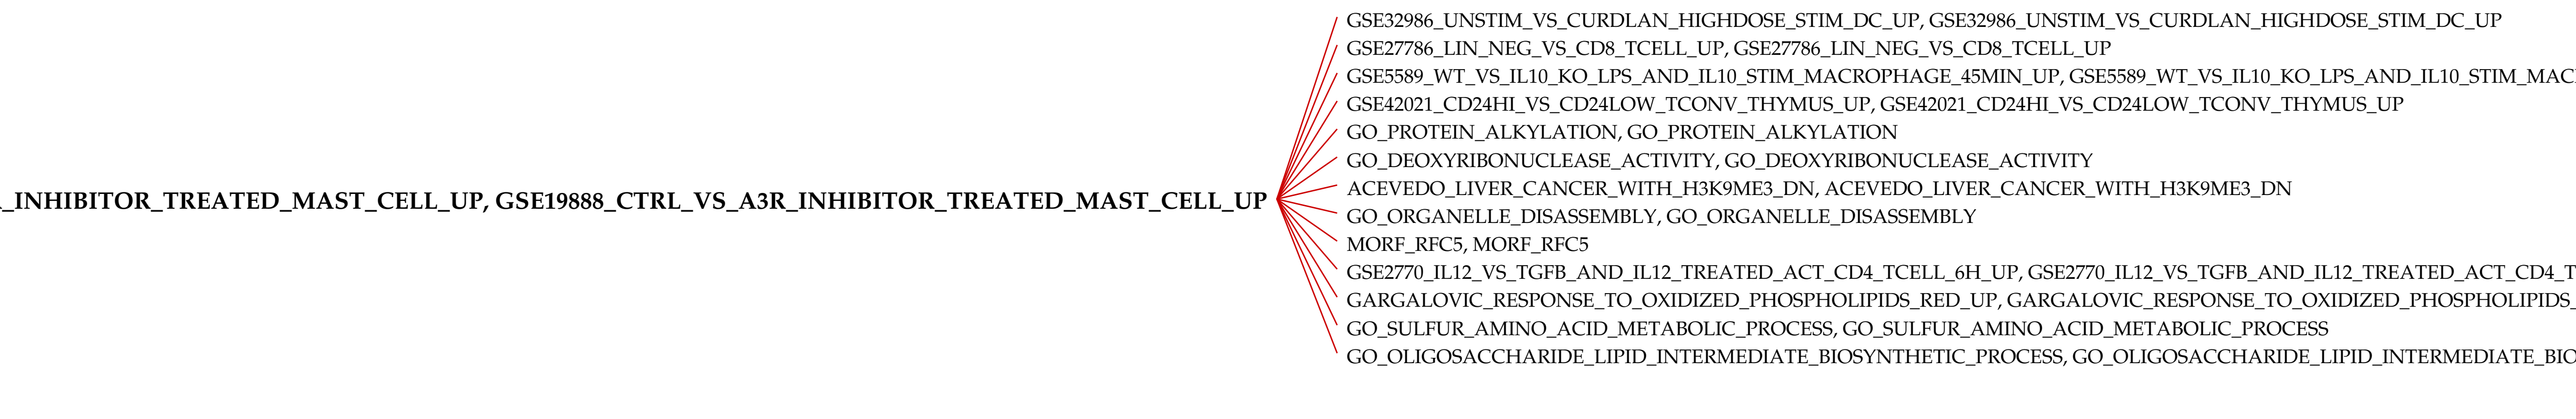 GSE32986_UNSTIM_VS_CURDLAN_HIGHDOSE_STIM_DC_UP, GSE32986_UNSTIM_VS_CURDLAN_HIGHDOSE_STIM_DC_UP
GSE27786_LIN_NEG_VS_CD8_TCELL_UP, GSE27786_LIN_NEG_VS_CD8_TCELL_UP
GSE5589_WT_VS_IL10_KO_LPS_AND_IL10_STIM_MACROPHAGE_45MIN_UP, GSE5589_WT_VS_IL10_KO_LPS_AND_IL10_STIM_MAC
GSE42021_CD24HI_VS_CD24LOW_TCONV_THYMUS_UP, GSE42021_CD24HI_VS_CD24LOW_TCONV_THYMUS_UP
GO_PROTEIN_ALKYLATION, GO_PROTEIN_ALKYLATION
GO_DEOXYRIBONUCLEASE_ACTIVITY, GO_DEOXYRIBONUCLEASE_ACTIVITY
ACEVEDO_LIVER_CANCER_WITH_H3K9ME3_DN, ACEVEDO_LIVER_CANCER_WITH_H3K9ME3_DN
_INHIBITOR_TREATED_MAST_CELL_UP, GSE19888_CTRL_VS_A3R_INHIBITOR_TREATED_MAST_CELL_UP
GO_ORGANELLE_DISASSEMBLY, GO_ORGANELLE_DISASSEMBLY
MORF_RFC5, MORF_RFC5
GSE2770_IL12_VS_TGFB_AND_IL12_TREATED_ACT_CD4_TCELL_6H_UP, GSE2770_IL12_VS_TGFB_AND_IL12_TREATED_ACT_CD4_T
GARGALOVIC_RESPONSE_TO_OXIDIZED_PHOSPHOLIPIDS_RED_UP, GARGALOVIC_RESPONSE_TO_OXIDIZED_PHOSPHOLIPIDS_
GO_SULFUR_AMINO_ACID_METABOLIC_PROCESS, GO_SULFUR_AMINO_ACID_METABOLIC_PROCESS
GO_OLIGOSACCHARIDE_LIPID_INTERMEDIATE_BIOSYNTHETIC_PROCESS, GO_OLIGOSACCHARIDE_LIPID_INTERMEDIATE_BIO